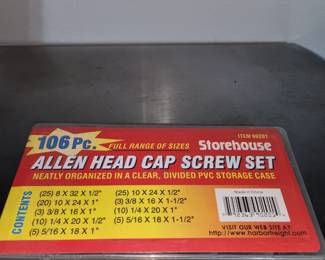 ITEM 90201
106 Pc. FULL RANGE OF SIZES Storehouse
ALLEN HEAD CAP SCREW SET
NEATLY ORGANIZED IN A CLEAR, DIVIDED PVC STORAGE CASE
CONTENTS
(25) 8 X 32 X 1/2"
(20) 10 X 24 X 1"
(3) 3/8 X 16 X 1"
(10) 1/4 X 20 X 1/2"
(5) 5/16 X 18 X 1"
(25) 10 X 24 X 1/2"
(3) 3/8 X 16 X 1-1/2"
(10) 1/4 X 20 X 1"
(5) 5/16 X 18 X 1-1/2"
Made in China
VISIT OUR WEB SITE AT
http://www.harborfreight.com